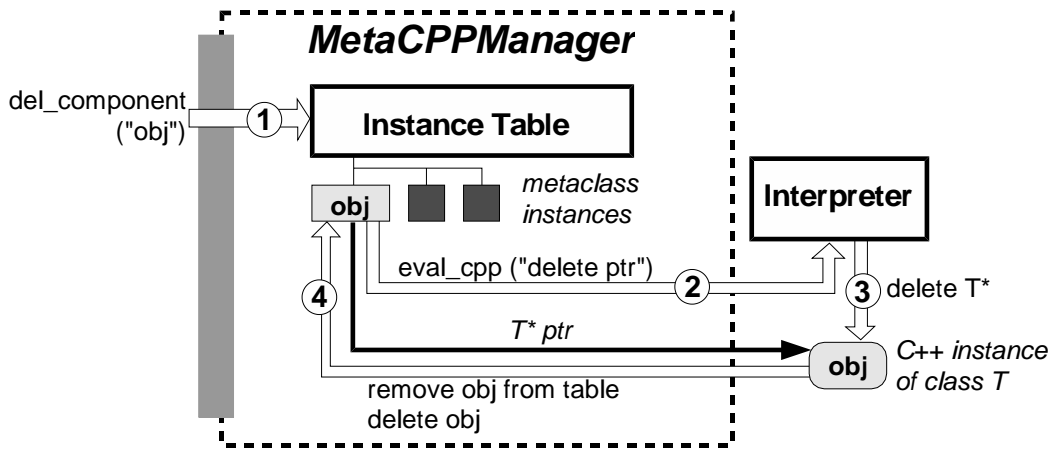 MetaCPPManager
del_component
("obj")
1
Instance Table
obj
metaclass
instances
Interpreter
eval_cpp ("delete ptr")
2
4
3
delete T*
T* ptr
obj
C++ instance
of class T
remove obj from table
delete obj